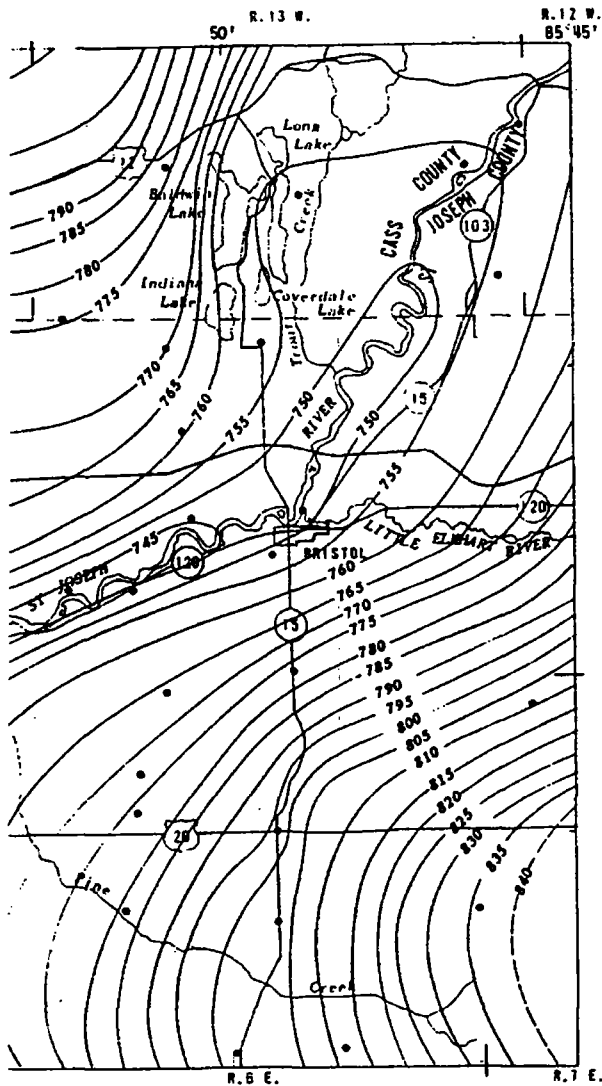 R.13 W.
R.12 W.
50'
85°45'
Long
Lake
12
Baldwin
Lake
Creek
COUNTY
COUNTY
CASS
JOSEPH
103
790
785
780
775
Indiana
Lake
Coverdale
Lake
Trout
770
765
760
755
750
750
15
755
RIVER
745
120
LITTLE ELKHART RIVER
BRISTOL
ST JOSEPH
120
760
765
770
775
15
780
785
790
795
800
805
810
815
820
825
830
835
840
20
Pine
Creek
R.6 E.
R.7 E.